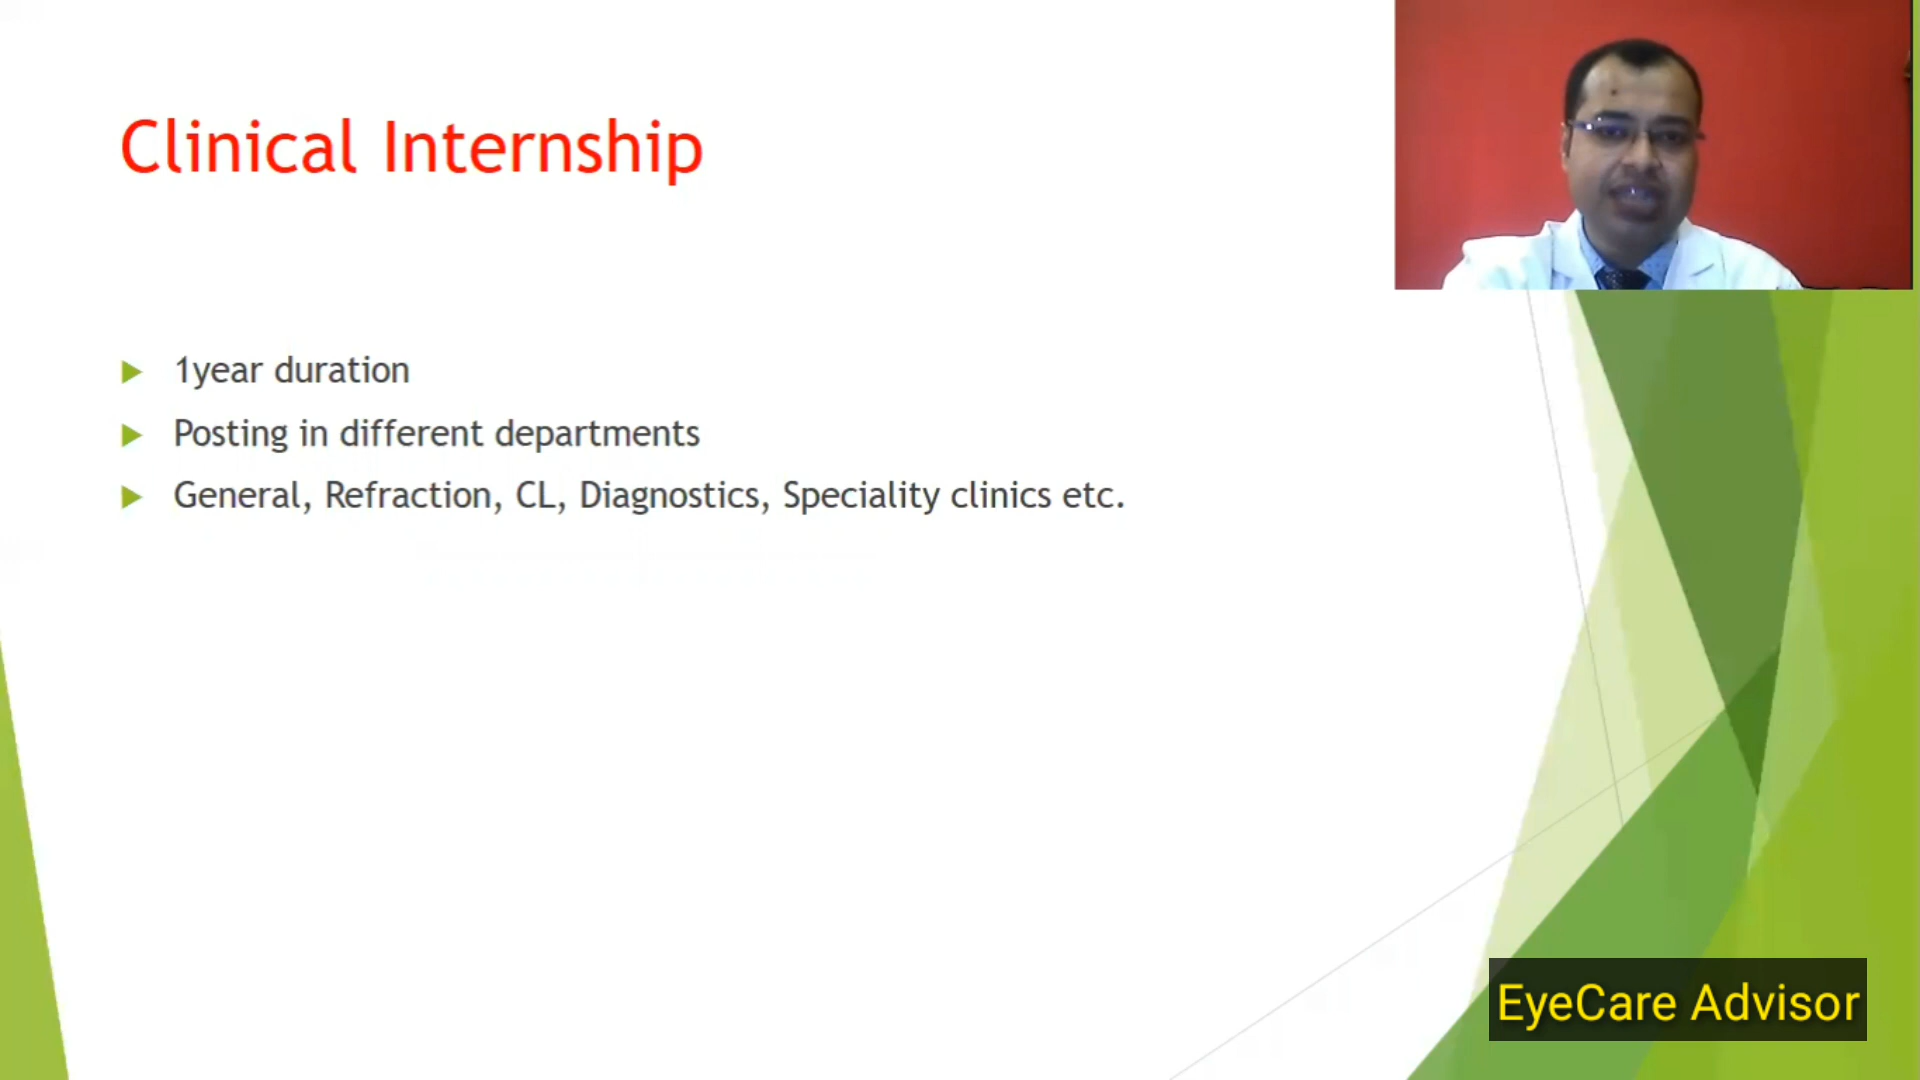 Clinical Internship
1year duration
Posting in different departments
General, Refraction, CL, Diagnostics, Speciality clinics etc.
EyeCare Advisor